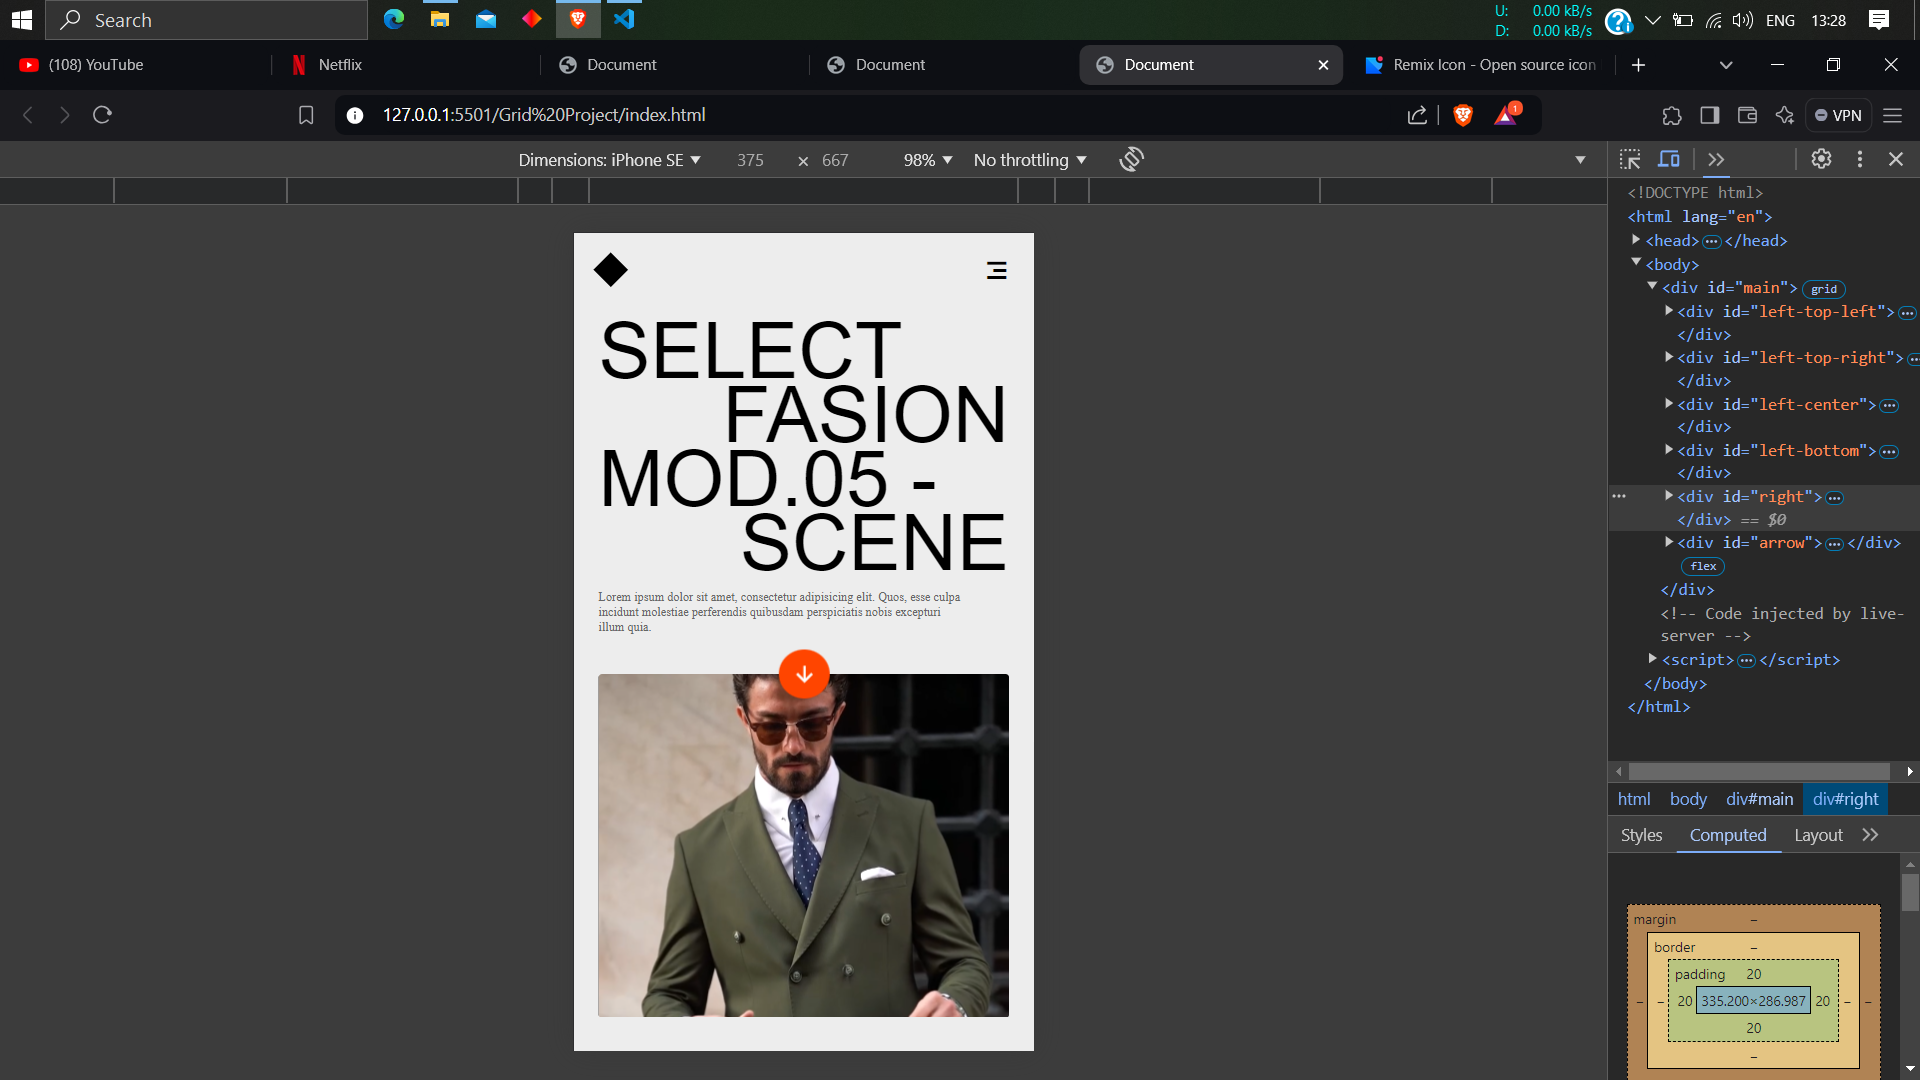 Search
U: 0.00 kB/s
D: 0.00 kB/s
ENG
13:28
(108) YouTube
Netflix
Document
Document
Document
Remix Icon - Open source icon
127.0.0.1:5501/Grid%20Project/index.html
1
VPN
Dimensions: iPhone SE
375 × 667
98%
No throttling
SELECT
FASION
MOD.05 -
SCENE
Lorem ipsum dolor sit amet, consectetur adipisicing elit. Quos, esse culpa
incidunt molestiae perferendis quibusdam perspiciatis nobis excepturi
illum quia.
<!DOCTYPE html>
<html lang="en">
<head>…</head>
<body>
<div id="main"> grid
<div id="left-top-left">…
</div>
<div id="left-top-right">…
</div>
<div id="left-center">…
</div>
<div id="left-bottom">…
</div>
<div id="right">…
</div> == $0
<div id="arrow">…</div>
flex
</div>
<!-- Code injected by live-
server -->
<script>…</script>
</body>
</html>
html body div#main div#right
Styles Computed Layout
margin –
border –
padding 20
– – 20 335.200×286.987 20 – –
20
–